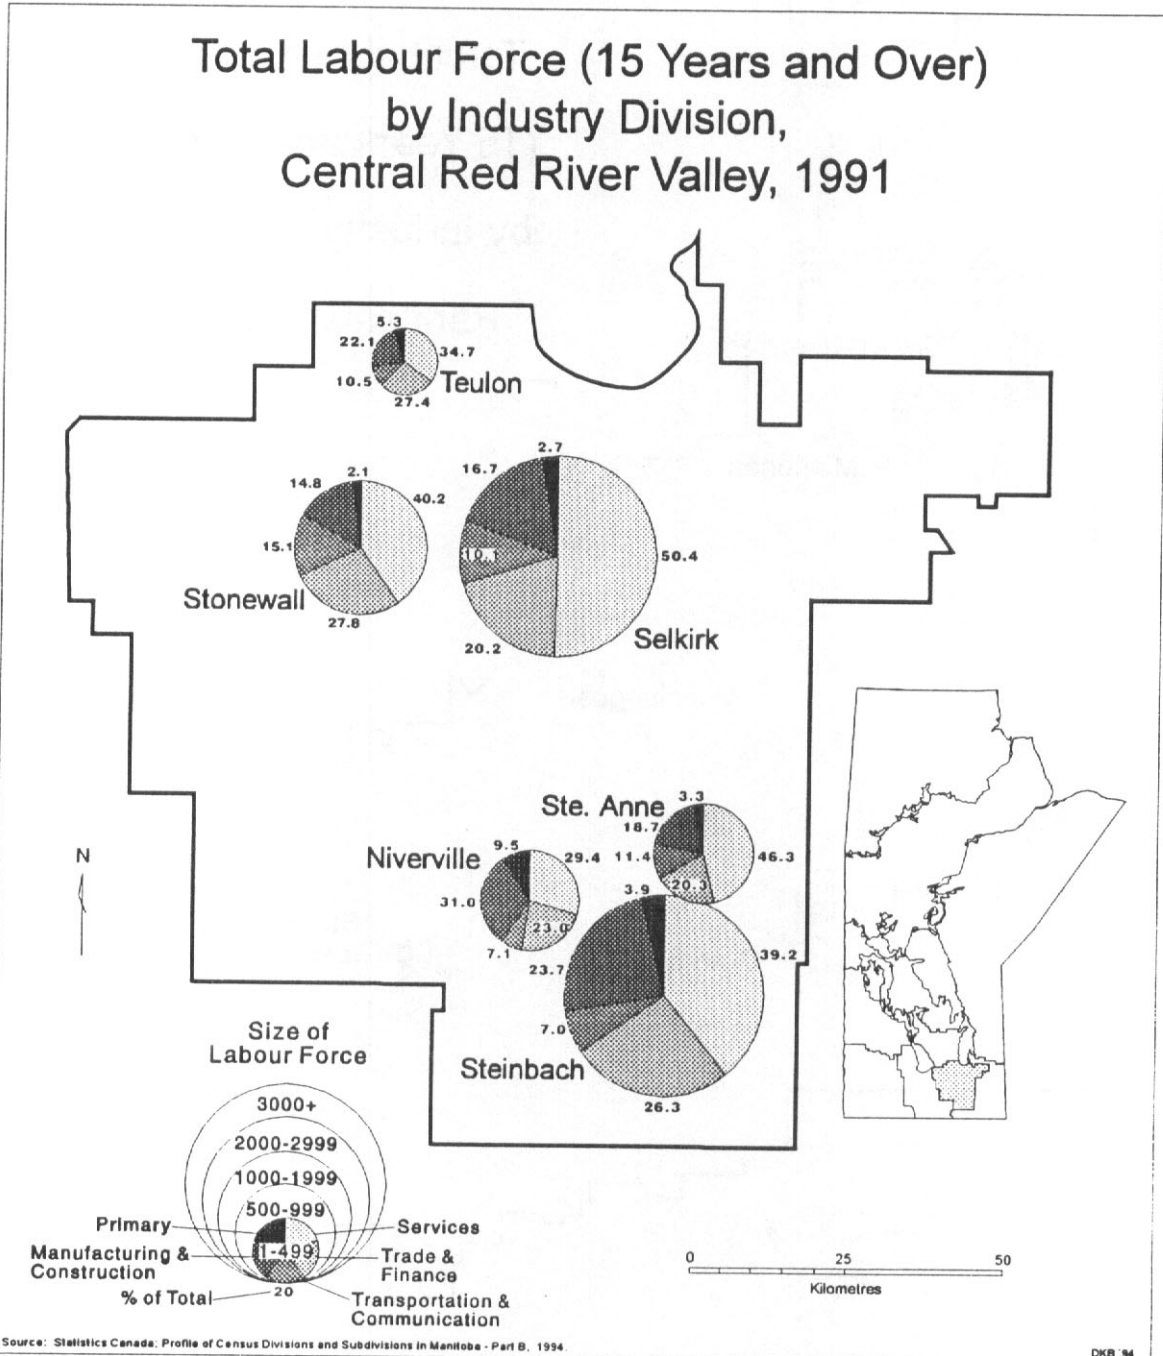 Total Labour Force (15 Years and Over)
by Industry Division,
Central Red River Valley, 1991
5.3
22.1
34.7
10.5
Teulon
27.4
2.7
16.7
2.1
14.8
40.2
15.1
10.1
50.4
Stonewall
27.8
20.2
Selkirk
3.3
Ste. Anne
18.7
9.5
Niverville
29.4
11.4
46.3
N
20.3
3.9
31.0
23.0
7.1
39.2
23.7
7.0
Steinbach
26.3
Size of
Labour Force
3000+
2000-2999
1000-1999
500-999
Primary
Services
1-499
Manufacturing &
Construction
Trade &
Finance
% of Total
20
Transportation &
Communication
0 25 50
Kilometres
Source: Statistics Canada; Profile of Census Divisions and Subdivisions in Manitoba - Part B, 1994.
DKB '94